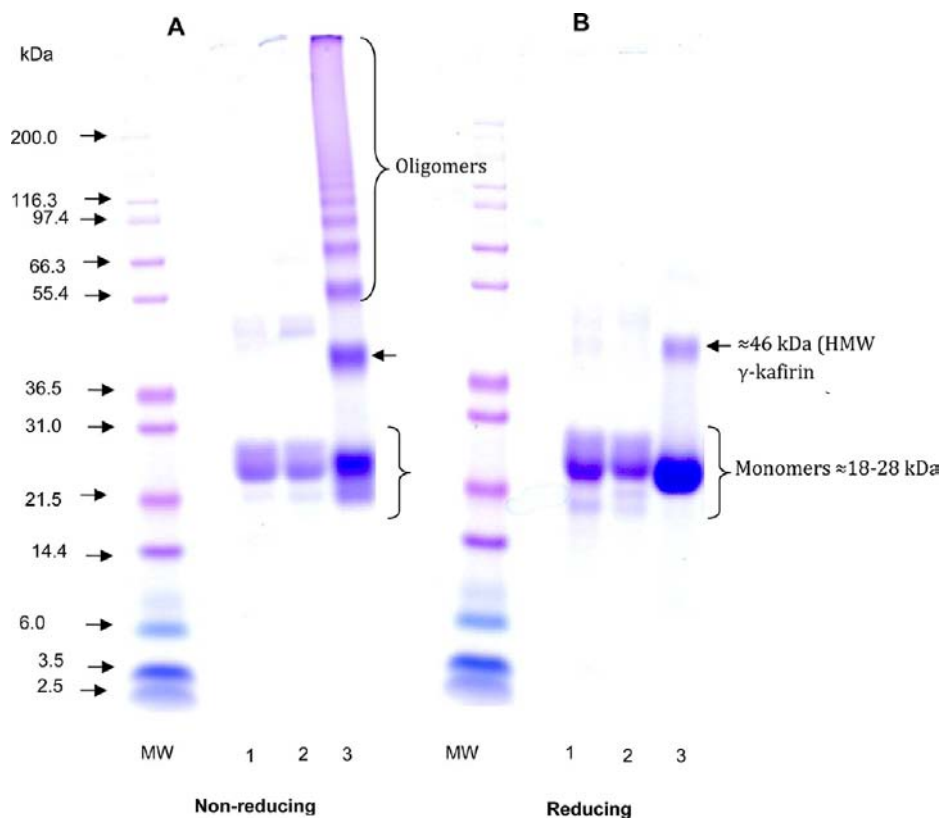 A
B
kDa
200.0
116.3
97.4
66.3
55.4
36.5
31.0
21.5
14.4
6.0
3.5
2.5
Oligomers
≈46 kDa (HMW
γ-kafirin
Monomers ≈18-28 kDa
MW 1 2 3 MW 1 2 3
Non-reducing Reducing